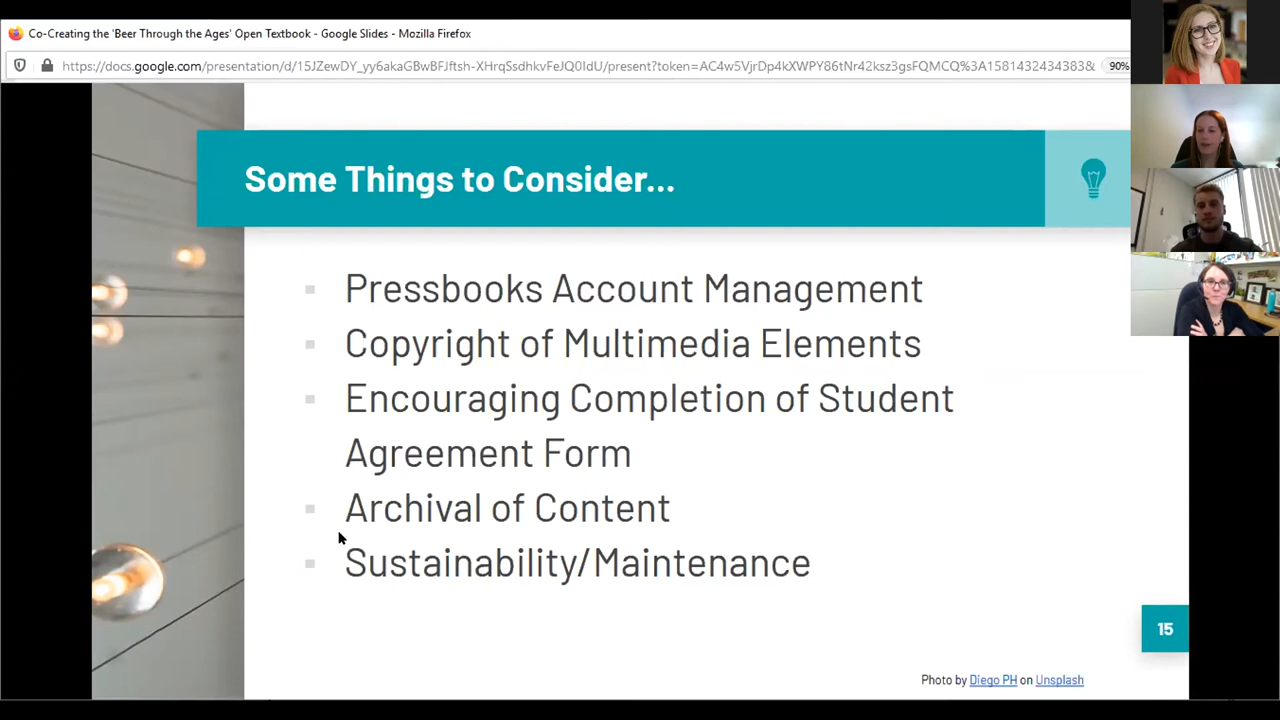 Co-Creating the 'Beer Through the Ages' Open Textbook - Google Slides - Mozilla Firefox
https://docs.google.com/presentation/d/15JZewDY_yy6akaGBwBFJftsh-XHrqSsdhkvFeJQ0IdU/present?token=AC4w5VjrDp4kXWPY86tNr42ksz3gsFQMCQ%3A1581432434383& 90%
Some Things to Consider...
Pressbooks Account Management
Copyright of Multimedia Elements
Encouraging Completion of Student
Agreement Form
Archival of Content
Sustainability/Maintenance
15
Photo by Diego PH on Unsplash